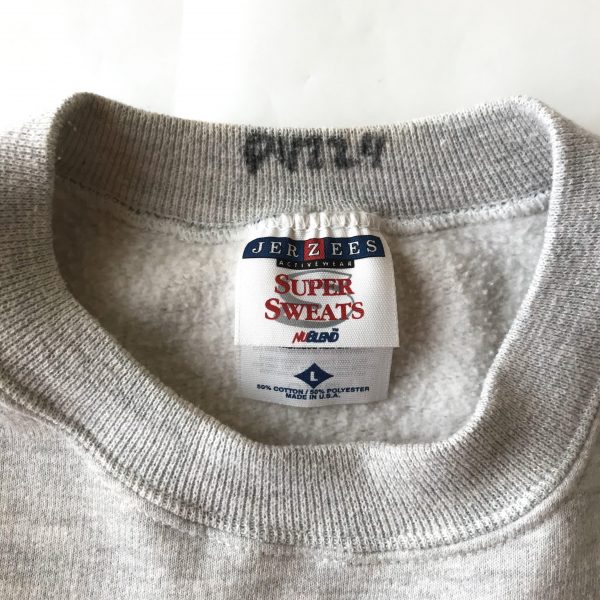 JERZEES
ACTIVEWEAR
SUPER
SWEATS
NUBLEND
L
50% COTTON / 50% POLYESTER
MADE IN U.S.A.